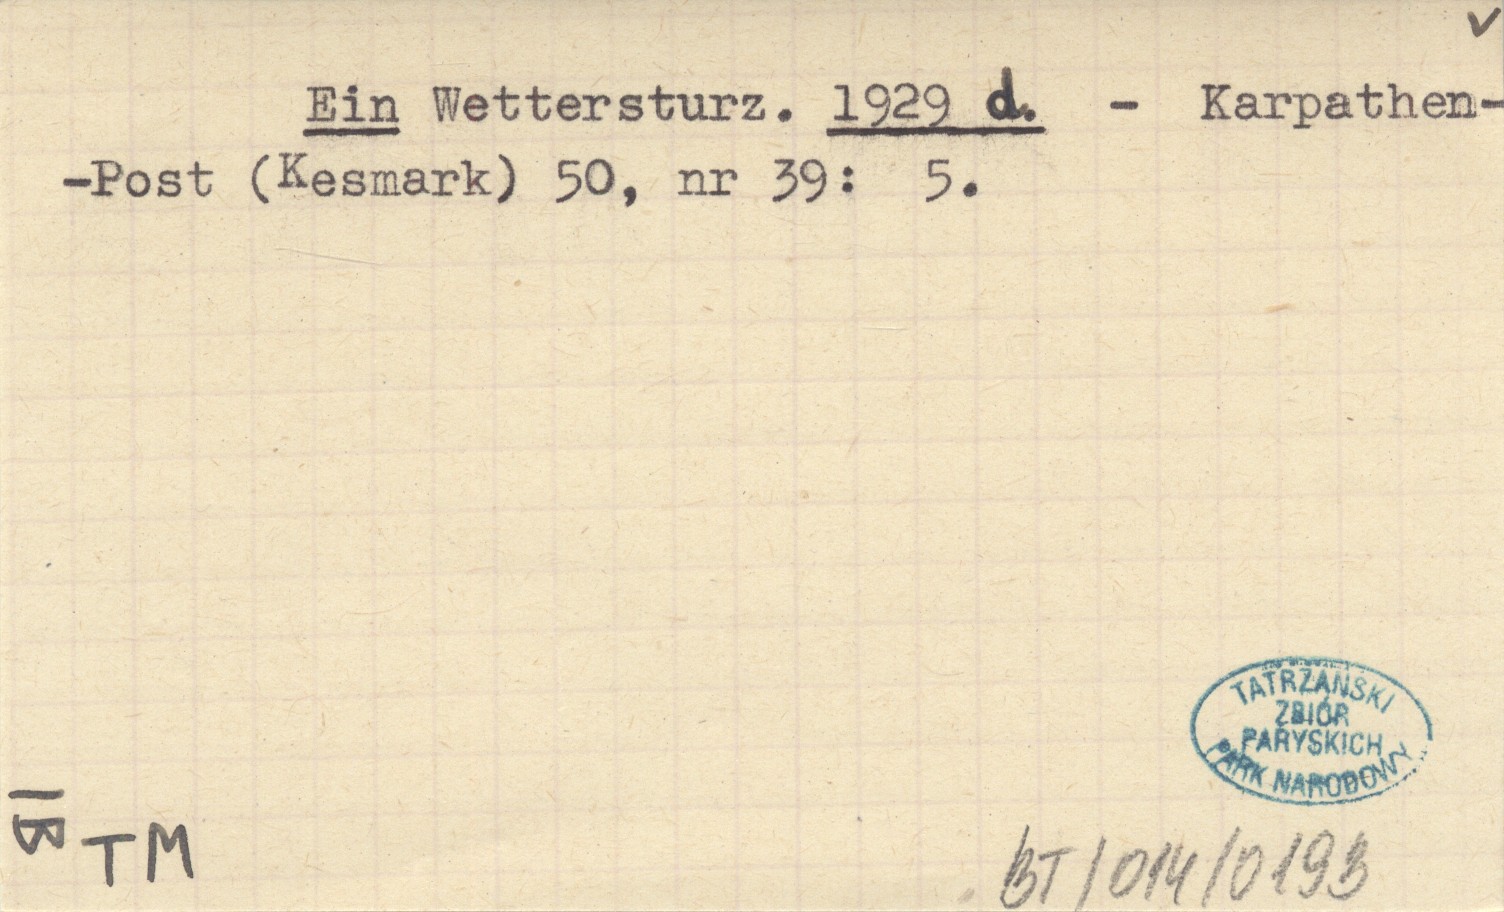 v
Ein Wettersturz. 1929 d. - Karpathen-
-Post (Kesmark) 50, nr 39: 5.
TATRZAŃSKI
ZBIÓR
PARYSKICH
PARK NARODOWY
IB
TM
BT/014/0193